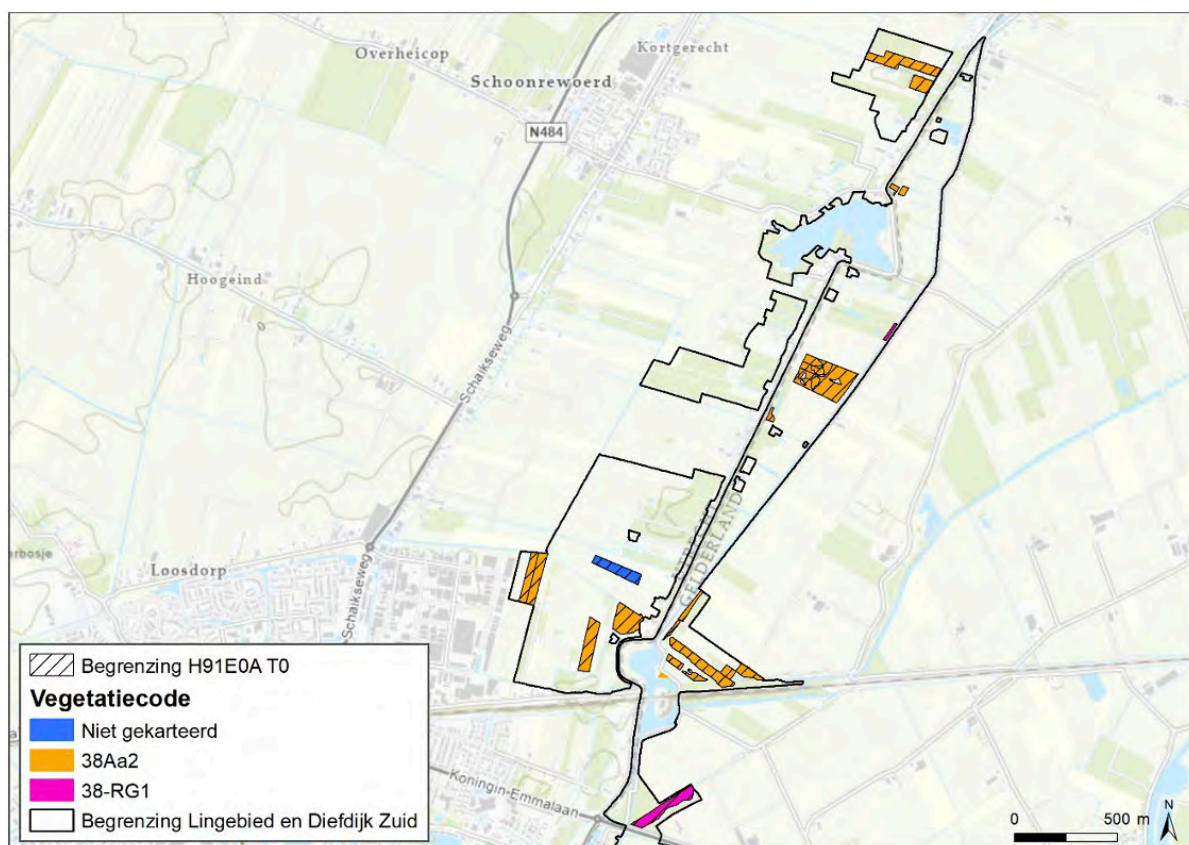 Overheicop
Kortgerecht
Schoonrewoerd
N484
Hoogeind
Schaikseweg
GELDERLAND
Loosdorp
Schaikseweg
Koningin-Emmalaan
Begrenzing H91E0A T0
Vegetatiecode
Niet gekarteerd
38Aa2
38-RG1
Begrenzing Lingebied en Diefdijk Zuid
0 500 m
N